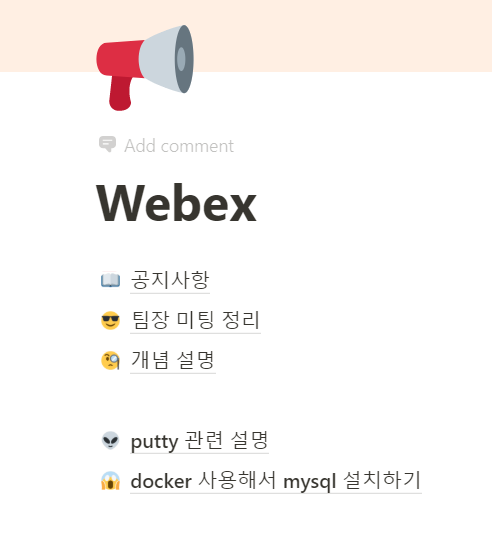 Add comment
Webex
공지사항
팀장 미팅 정리
개념 설명
putty 관련 설명
docker 사용해서 mysql 설치하기